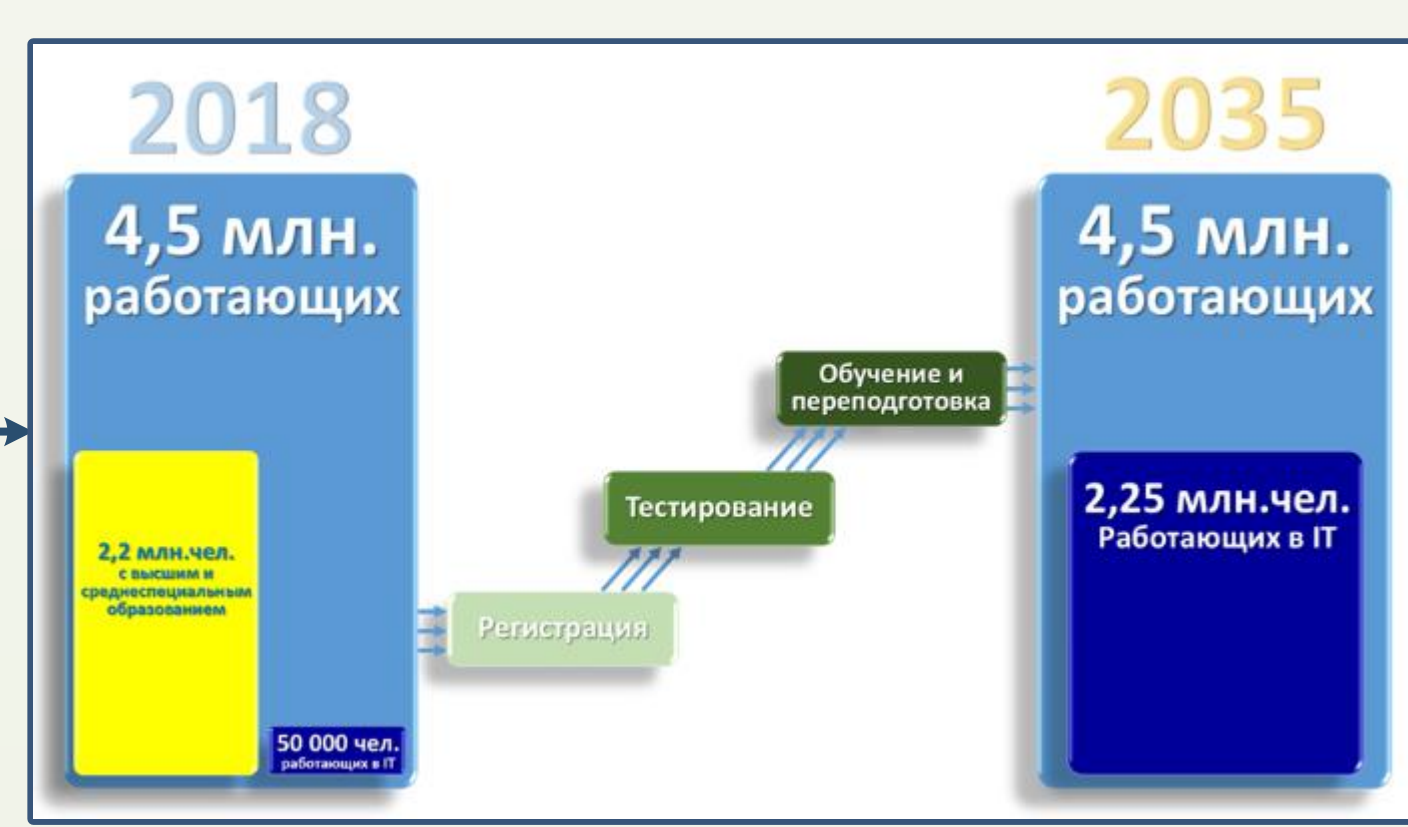 2018
4,5 млн.
работающих
2,2 млн.чел.
с высшим и
среднеспециальным
образованием
50 000 чел.
работающих в IT
Регистрация
Тестирование
Обучение и
переподготовка
2035
4,5 млн.
работающих
2,25 млн.чел.
Работающих в IT